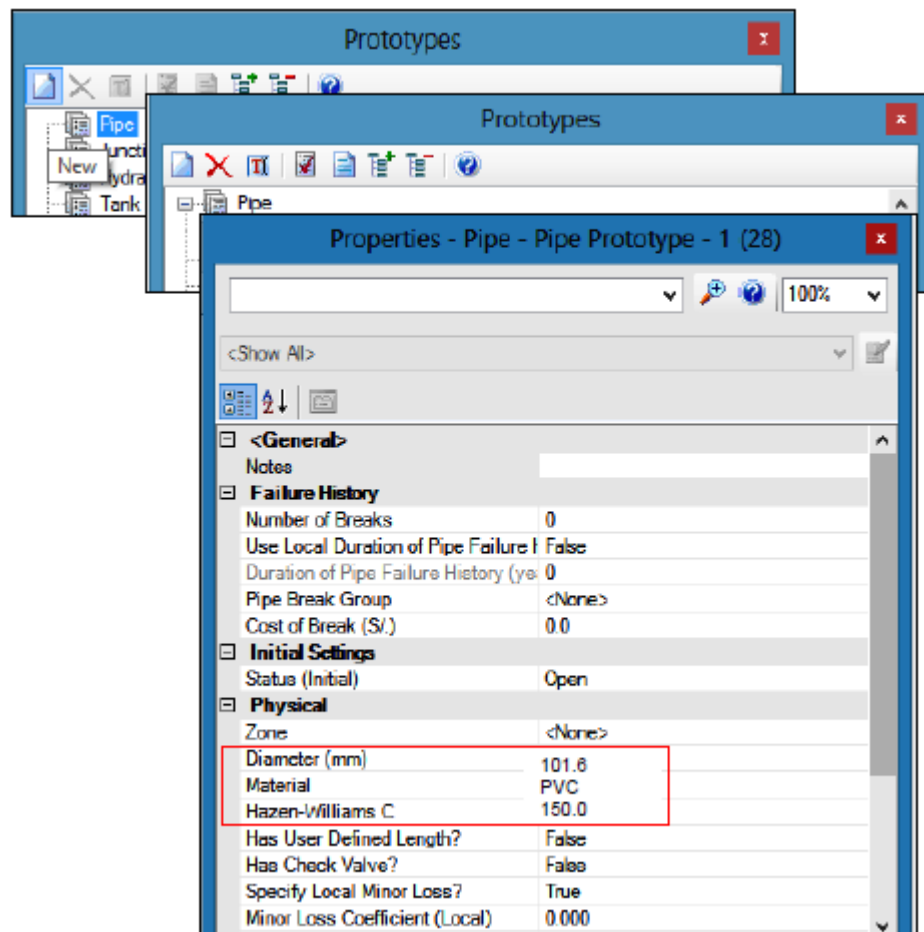 Prototypes
Pipe
Juncti
New
Hydra
Tank
Prototypes
Pipe
Properties - Pipe - Pipe Prototype - 1 (28)
100%
<Show All>
<General>
Notes
Failure History
Number of Breaks 0
Use Local Duration of Pipe Failure H False
Duration of Pipe Failure History (ye 0
Pipe Break Group <None>
Cost of Break (S/.) 0.0
Initial Settings
Status (Initial) Open
Physical
Zone <None>
Diameter (mm) 101.6
Material PVC
Hazen-Williams C 150.0
Has User Defined Length? False
Has Check Valve? False
Specify Local Minor Loss? True
Minor Loss Coefficient (Local) 0.000